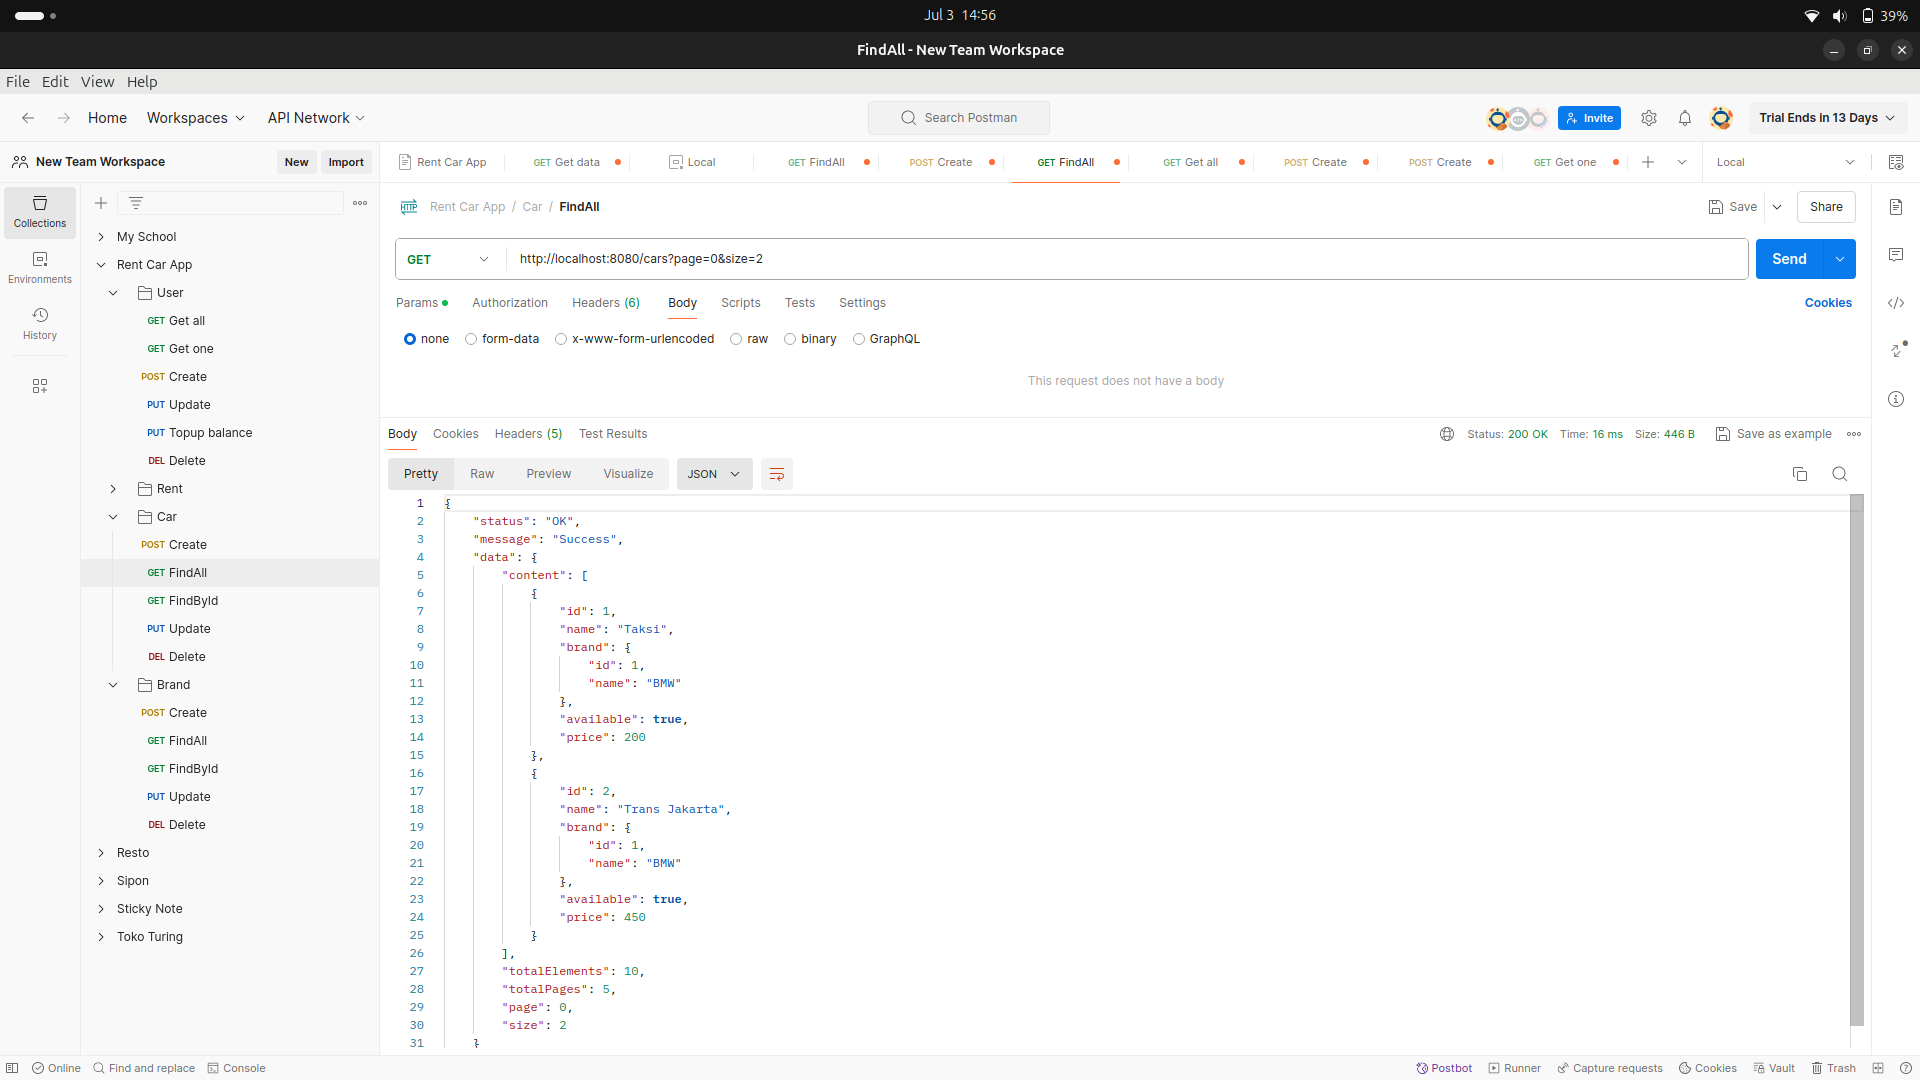 Jul 3 14:56
39%
FindAll - New Team Workspace
File Edit View Help
Home Workspaces API Network
Search Postman
Invite
Trial Ends in 13 Days
New Team Workspace
New Import
Rent Car App
GET Get data
Local
GET FindAll
POST Create
GET FindAll
GET Get all
POST Create
POST Create
GET Get one
Local
Collections
Environments
History
My School
Rent Car App
User
GET Get all
GET Get one
POST Create
PUT Update
PUT Topup balance
DEL Delete
Rent
Car
POST Create
GET FindAll
GET FindById
PUT Update
DEL Delete
Brand
POST Create
GET FindAll
GET FindById
PUT Update
DEL Delete
Resto
Sipon
Sticky Note
Toko Turing
HTTP Rent Car App / Car / FindAll
Save Share
GET http://localhost:8080/cars?page=0&size=2
Send
Params Authorization Headers (6) Body Scripts Tests Settings
Cookies
none form-data x-www-form-urlencoded raw binary GraphQL
This request does not have a body
Body Cookies Headers (5) Test Results
Status: 200 OK Time: 16 ms Size: 446 B Save as example
Pretty Raw Preview Visualize JSON
1 {
2 "status": "OK",
3 "message": "Success",
4 "data": {
5 "content": [
6 {
7 "id": 1,
8 "name": "Taksi",
9 "brand": {
10 "id": 1,
11 "name": "BMW"
12 },
13 "available": true,
14 "price": 200
15 },
16 {
17 "id": 2,
18 "name": "Trans Jakarta",
19 "brand": {
20 "id": 1,
21 "name": "BMW"
22 },
23 "available": true,
24 "price": 450
25 }
26 ],
27 "totalElements": 10,
28 "totalPages": 5,
29 "page": 0,
30 "size": 2
31 }
Online Find and replace Console
Postbot Runner Capture requests Cookies Vault Trash